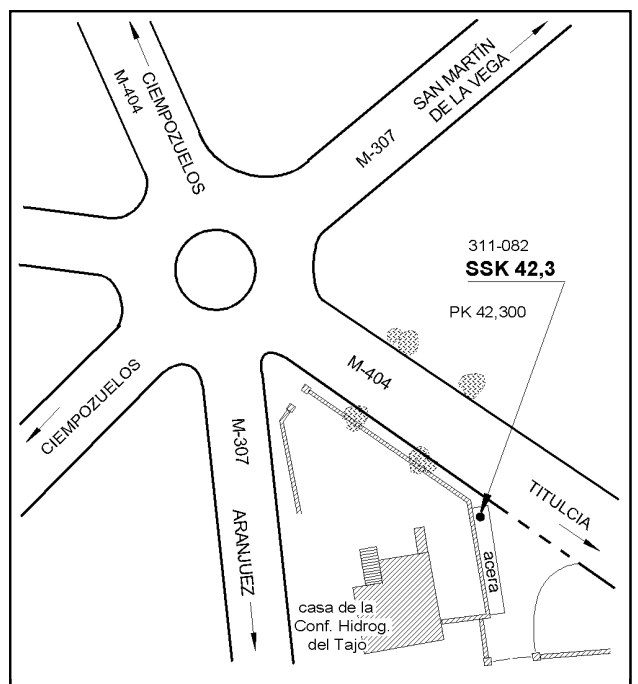 M-404
CIEMPOZUELOS
SAN MARTÍN
DE LA VEGA
M-307
311-082
SSK 42,3
PK 42,300
M-404
CIEMPOZUELOS
M-307
ARANJUEZ
TITULCIA
acera
casa de la
Conf. Hidrog.
del Tajo